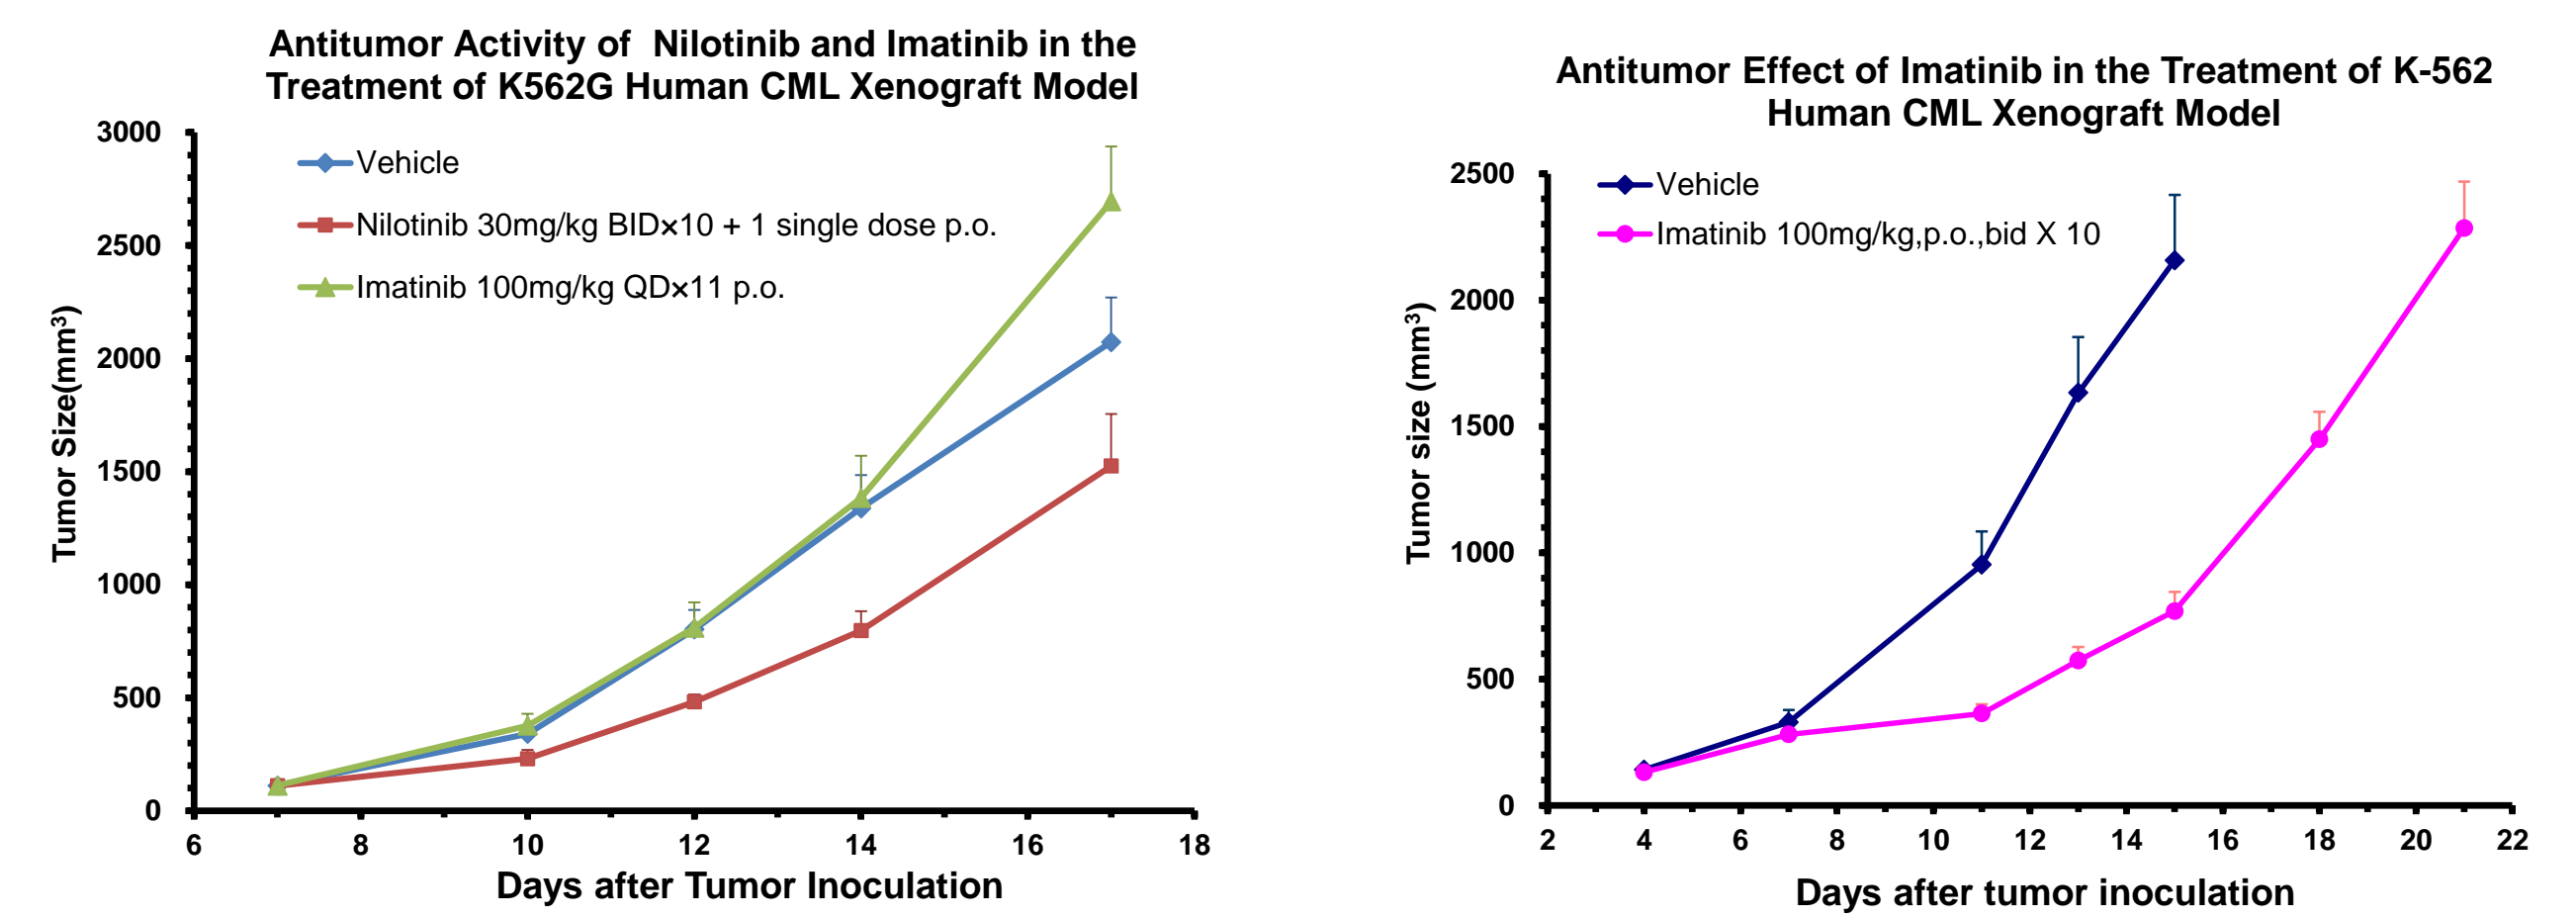 Antitumor Activity of  Nilotinib and Imatinib in the
Treatment of K562G Human CML Xenograft Model
3000
2500
2000
1500
1000
500
0
Tumor Size(mm³)
Vehicle
Nilotinib 30mg/kg BID×10 + 1 single dose p.o.
Imatinib 100mg/kg QD×11 p.o.
6 8 10 12 14 16 18
Days after Tumor Inoculation
Antitumor Effect of Imatinib in the Treatment of K-562
Human CML Xenograft Model
2500
2000
1500
1000
500
0
Tumor size (mm³)
Vehicle
Imatinib 100mg/kg,p.o.,bid X 10
2 4 6 8 10 12 14 16 18 20 22
Days after tumor inoculation